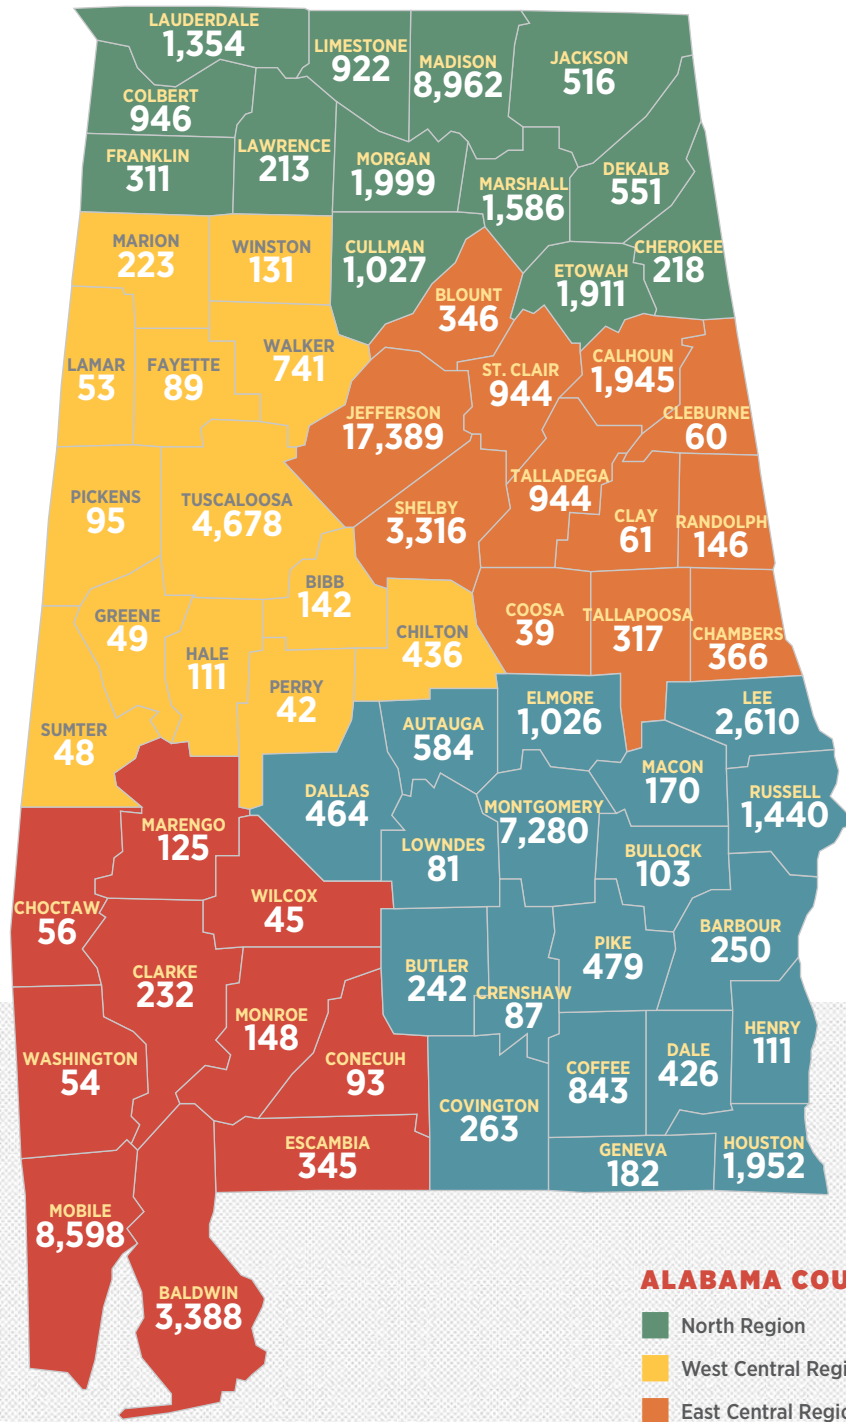 LAUDERDALE
1,354
LIMESTONE
922
MADISON
8,962
JACKSON
516
COLBERT
946
FRANKLIN
311
LAWRENCE
213
MORGAN
1,999
MARSHALL
1,586
DEKALB
551
MARION
223
WINSTON
131
CULLMAN
1,027
ETOWAH
1,911
CHEROKEE
218
BLOUNT
346
LAMAR
53
FAYETTE
89
WALKER
741
ST. CLAIR
944
CALHOUN
1,945
JEFFERSON
17,389
CLEBURNE
60
PICKENS
95
TUSCALOOSA
4,678
SHELBY
3,316
TALLADEGA
944
CLAY
61
RANDOLPH
146
BIBB
142
GREENE
49
HALE
111
CHILTON
436
COOSA
39
TALLAPOOSA
317
CHAMBERS
366
PERRY
42
SUMTER
48
AUTAUGA
584
ELMORE
1,026
LEE
2,610
DALLAS
464
MACON
170
RUSSELL
1,440
MARENGO
125
LOWNDES
81
MONTGOMERY
7,280
BULLOCK
103
CHOCTAW
56
WILCOX
45
BARBOUR
250
CLARKE
232
BUTLER
242
CRENSHAW
87
PIKE
479
MONROE
148
HENRY
111
WASHINGTON
54
CONECUH
93
COFFEE
843
DALE
426
COVINGTON
263
ESCAMBIA
345
GENEVA
182
HOUSTON
1,952
MOBILE
8,598
BALDWIN
3,388
ALABAMA COU
North Region
West Central Regi
East Central Regio